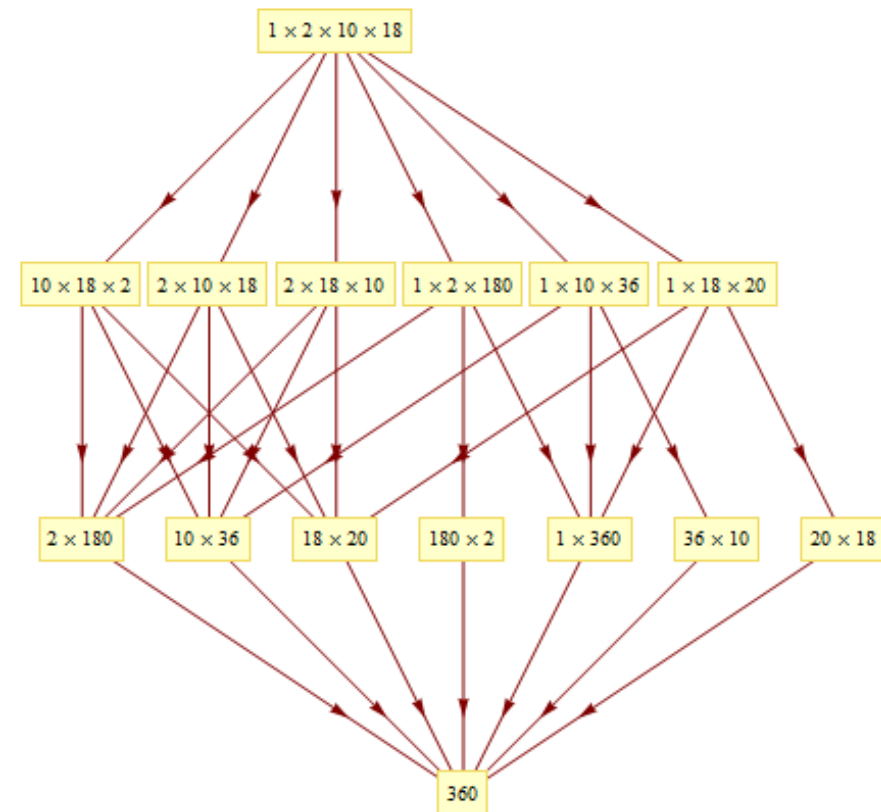 1 × 2 × 10 × 18
10 × 18 × 2
2 × 10 × 18
2 × 18 × 10
1 × 2 × 180
1 × 10 × 36
1 × 18 × 20
2 × 180
10 × 36
18 × 20
180 × 2
1 × 360
36 × 10
20 × 18
360